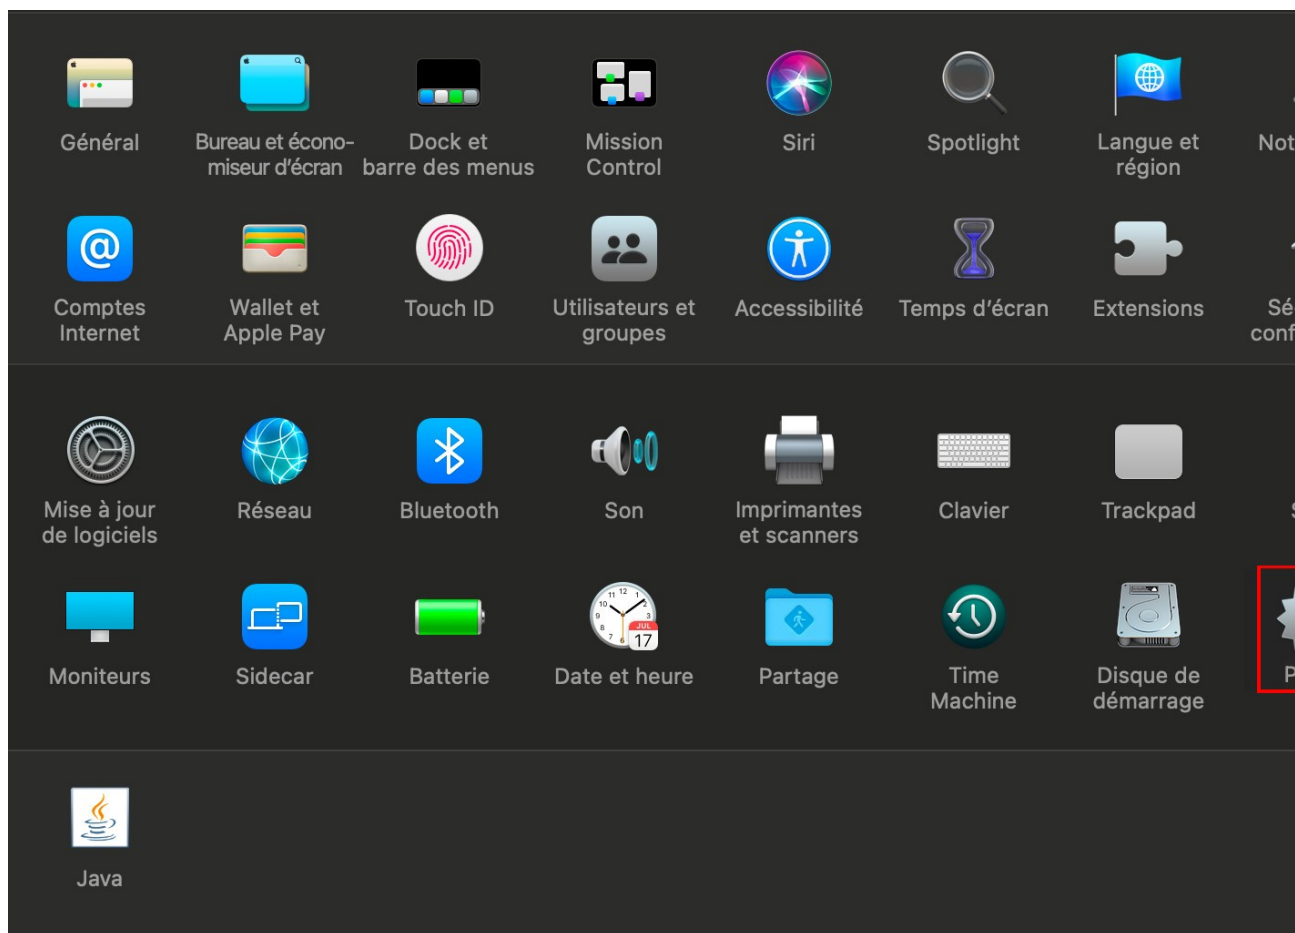 Général
Bureau et écono-
miseur d'écran
Dock et
barre des menus
Mission
Control
Siri
Spotlight
Langue et
région
Comptes
Internet
Wallet et
Apple Pay
Touch ID
Utilisateurs et
groupes
Accessibilité
Temps d'écran
Extensions
Mise à jour
de logiciels
Réseau
Bluetooth
Son
Imprimantes
et scanners
Clavier
Trackpad
Moniteurs
Sidecar
Batterie
JUL
17
Date et heure
Partage
Time
Machine
Disque de
démarrage
Java